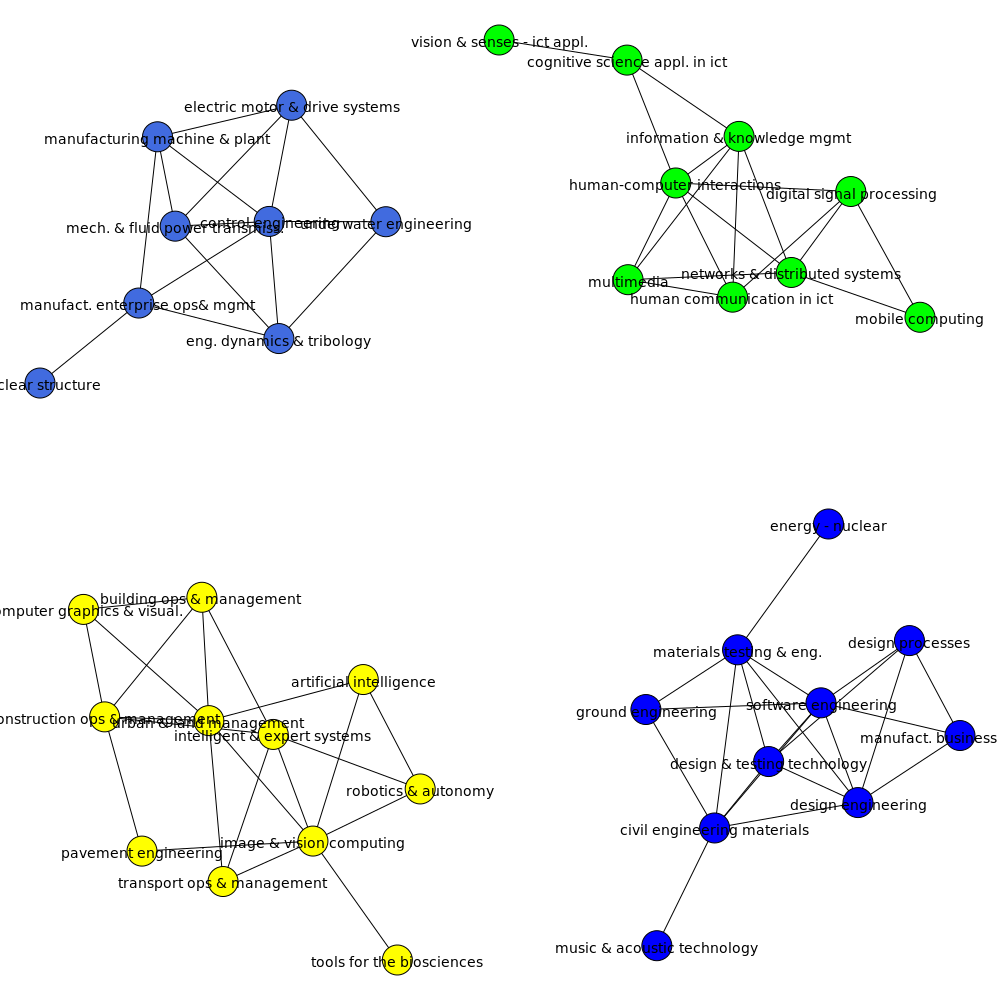 vision & senses - ict appl.
cognitive science appl. in ict
electric motor & drive systems
manufacturing machine & plant
information & knowledge mgmt
human-computer interactions
digital signal processing
mech. & fluid power transmiss.
control engineering
underwater engineering
multimedia
networks & distributed systems
human communication in ict
manufact. enterprise ops& mgmt
mobile computing
eng. dynamics & tribology
clear structure
energy - nuclear
building ops & management
omputer graphics & visual.
materials testing & eng.
design processes
artificial intelligence
ground engineering
software engineering
onstruction ops & management
urban & land management
intelligent & expert systems
manufact. business
design & testing technology
robotics & autonomy
design engineering
civil engineering materials
image & vision computing
pavement engineering
transport ops & management
music & acoustic technology
tools for the biosciences